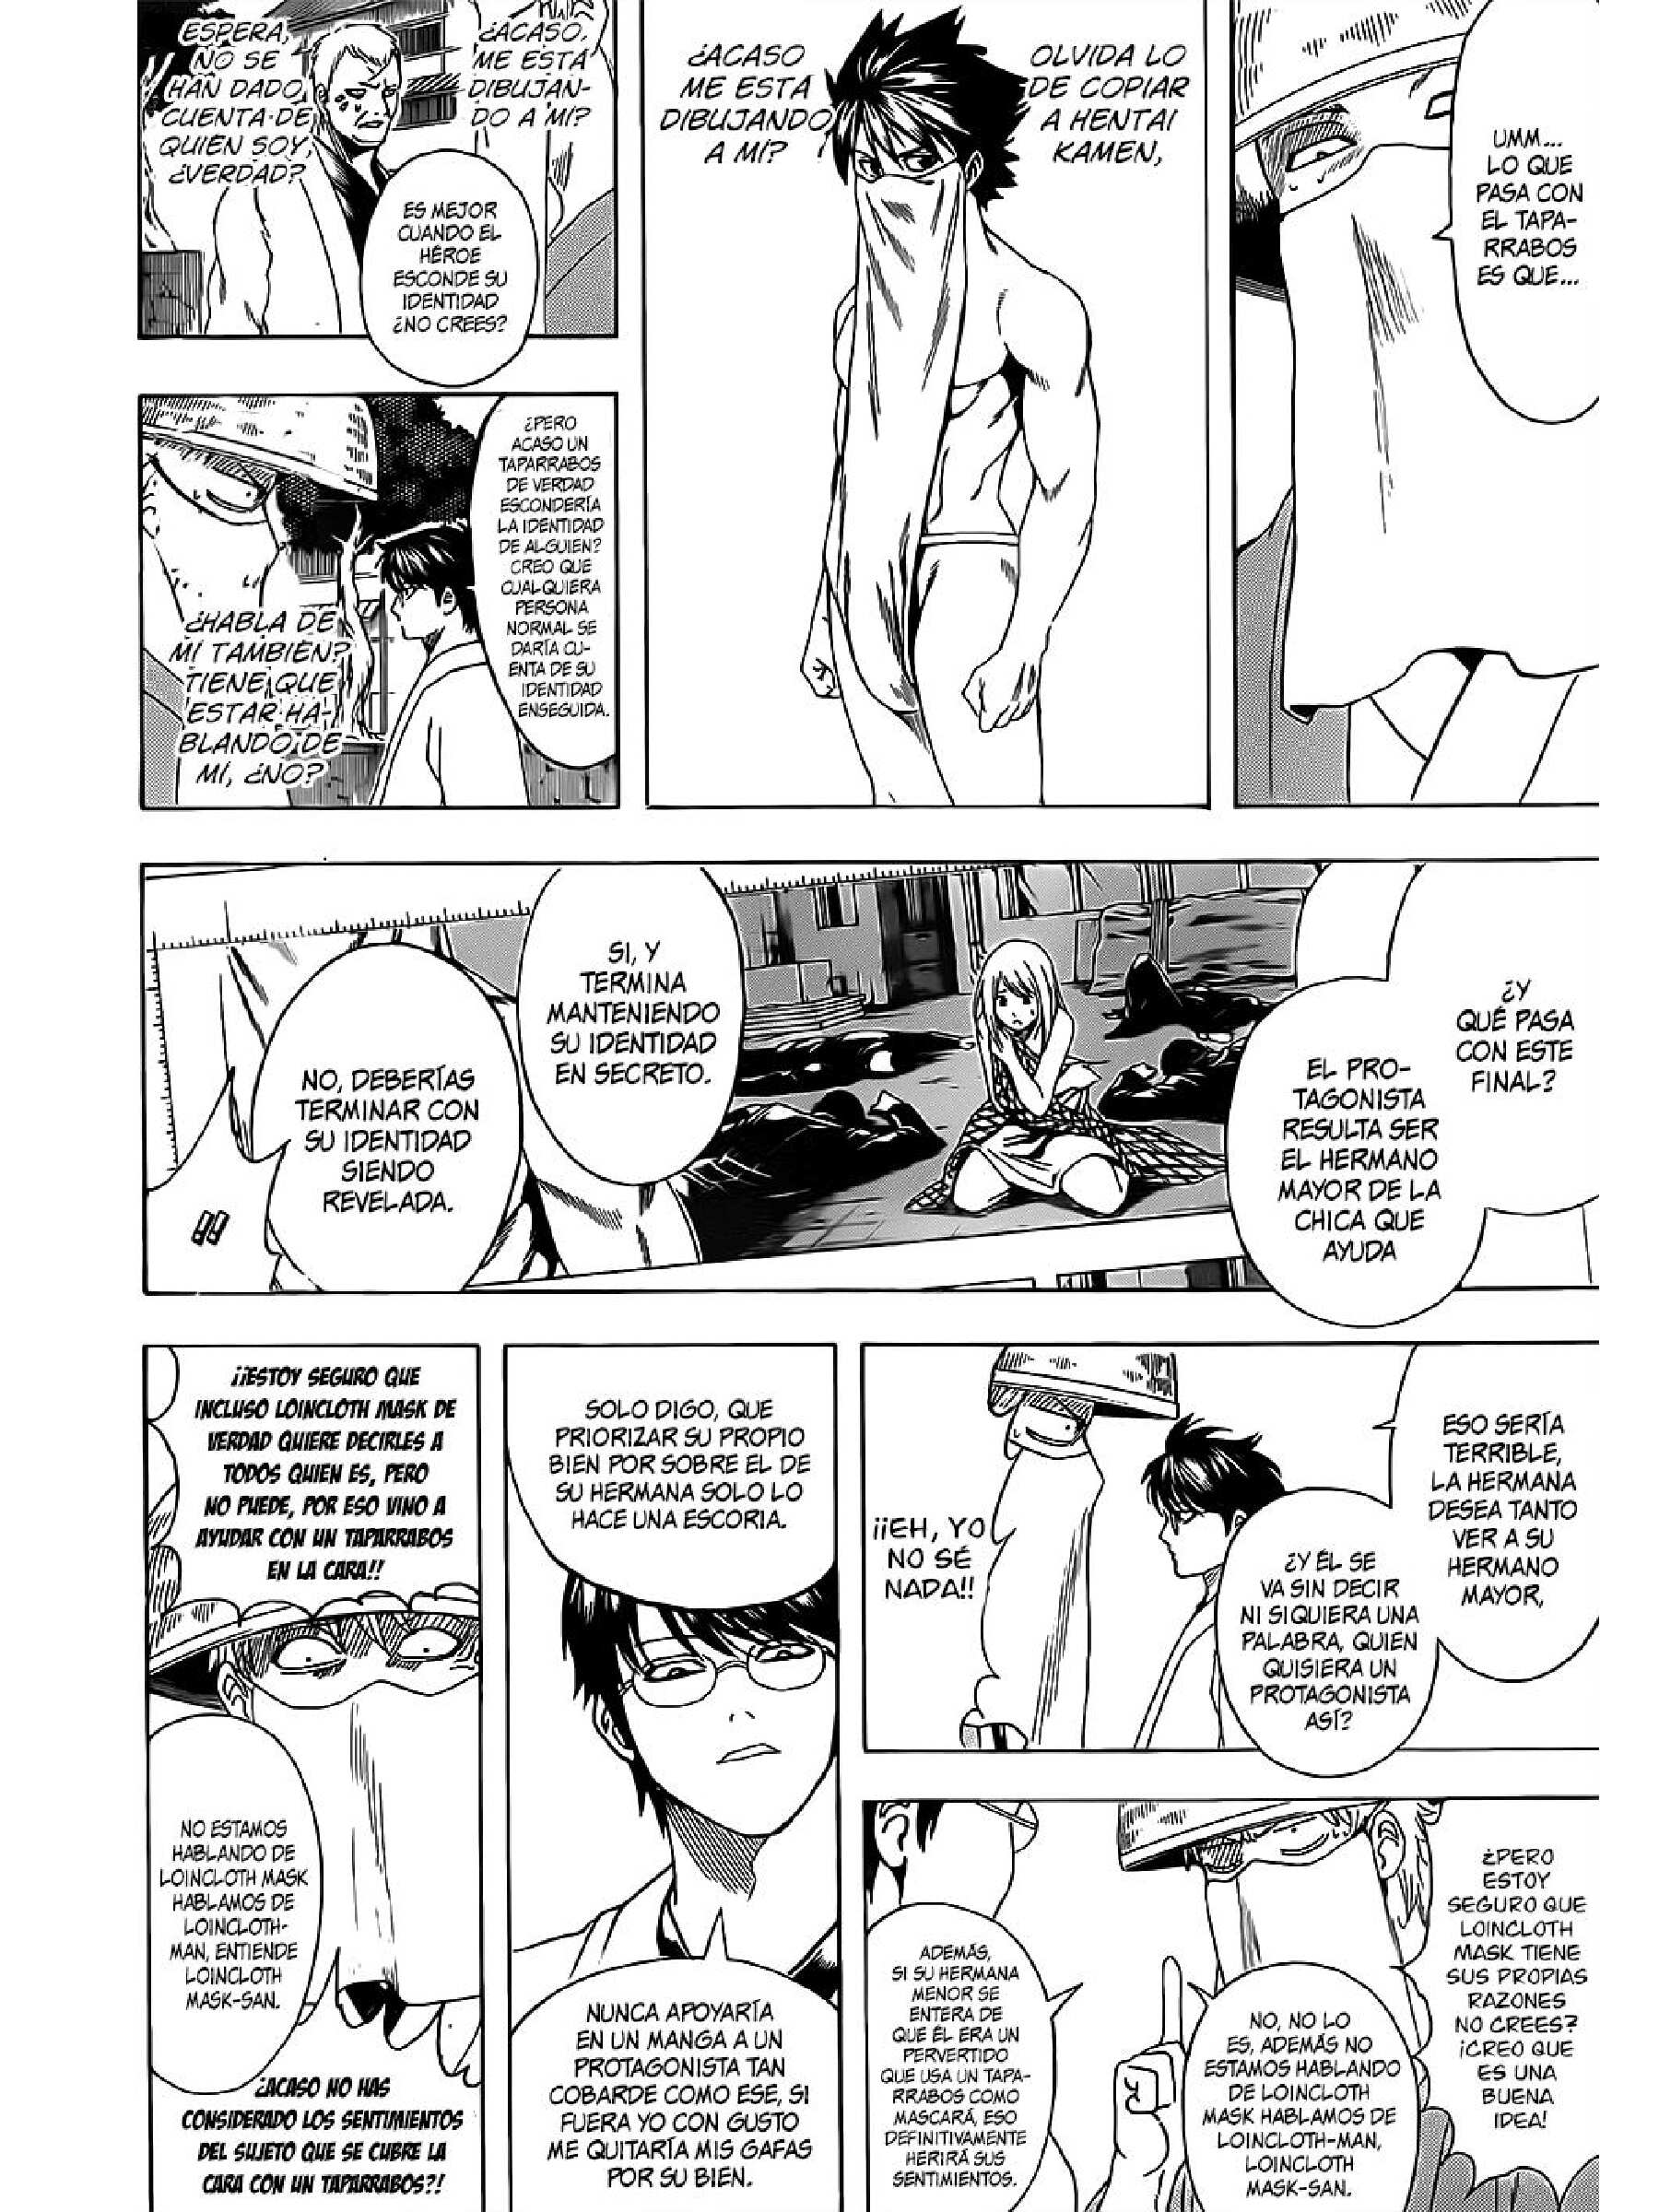 UMM...
LO QUE
PASA CON
EL TAPA-
RRABOS
ES QUE...
OLVIDA LO
DE COPIAR
A HENTAI
KAMEN,
¿ACASO
ME ESTÁ
DIBUJANDO
A MÍ?
¿ACASO,
ME ESTÁ
DIBUJAN-
DO A MÍ?
ESPERA,
NO SE
HAN DADO
CUENTA DE
QUIÉN SOY,
¿VERDAD?
ES MEJOR
CUANDO EL
HÉROE
ESCONDE SU
IDENTIDAD
¿NO CREES?
¿PERO
ACASO UN
TAPARRABOS
DE VERDAD
ESCONDERÍA
LA IDENTIDAD
DE ALGUIEN?
CREO QUE
CUALQUIERA
PERSONA
NORMAL SE
DARÍA CU-
ENTA DE SU
IDENTIDAD
ENSEGUIDA.
¿HABLA DE
MÍ TAMBIÉN?
TIENE QUE
ESTAR HA-
BLANDO DE
MÍ, ¿NO?
¿Y
QUÉ PASA
CON ESTE
FINAL?
EL PRO-
TAGONISTA
RESULTA SER
EL HERMANO
MAYOR DE LA
CHICA QUE
AYUDA
SI, Y
TERMINA
MANTENIENDO
SU IDENTIDAD
EN SECRETO.
NO, DEBERÍAS
TERMINAR CON
SU IDENTIDAD
SIENDO
REVELADA.
!!
ESO SERÍA
TERRIBLE,
LA HERMANA
DESEA TANTO
VER A SU
HERMANO
MAYOR,
¿Y ÉL SE
VA SIN DECIR
NI SIQUIERA UNA
PALABRA, QUIEN
QUISIERA UN
PROTAGONISTA
ASÍ?
¡¡EH, YO
NO SÉ
NADA!!
¿PERO
ESTOY
SEGURO QUE
LOINCLOTH
MASK TIENE
SUS PROPIAS
RAZONES
NO CREES?
¡CREO QUE
ES UNA
BUENA
IDEA!
NO, NO LO
ES, ADEMÁS NO
ESTAMOS HABLANDO
DE LOINCLOTH
MASK HABLAMOS DE
LOINCLOTH-MAN,
LOINCLOTH
MASK-SAN.
ADEMÁS,
SI SU HERMANA
MENOR SE
ENTERA DE
QUE ÉL ERA UN
PERVERTIDO
QUE USA UN TAPA-
RRABOS COMO
MASCARÁ, ESO
DEFINITIVAMENTE
HERIRÁ SUS
SENTIMIENTOS.
SOLO DIGO, QUE
PRIORIZAR SU PROPIO
BIEN POR SOBRE EL DE
SU HERMANA SOLO LO
HACE UNA ESCORIA.
NUNCA APOYARÍA
EN UN MANGA A UN
PROTAGONISTA TAN
COBARDE COMO ESE, SI
FUERA YO CON GUSTO
ME QUITARÍA MIS GAFAS
POR SU BIEN.
¡¡ESTOY SEGURO QUE
INCLUSO LOINCLOTH MASK DE
VERDAD QUIERE DECIRLES A
TODOS QUIEN ES, PERO
NO PUEDE, POR ESO VINO A
AYUDAR CON UN TAPARRABOS
EN LA CARA!!
NO ESTAMOS
HABLANDO DE
LOINCLOTH MASK
HABLAMOS DE
LOINCLOTH-
MAN, ENTIENDE
LOINCLOTH
MASK-SAN.
¿ACASO NO HAS
CONSIDERADO LOS SENTIMIENTOS
DEL SUJETO QUE SE CUBRE LA
CARA CON UN TAPARRABOS?!